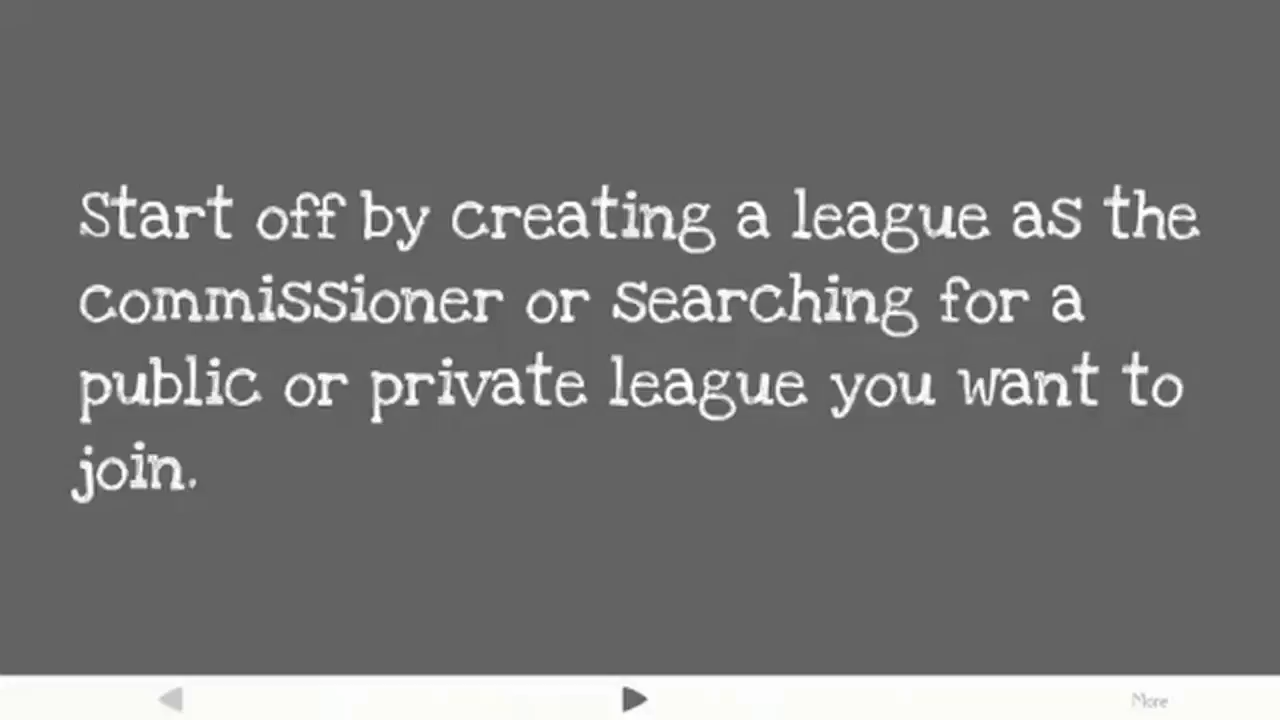 Start off by creating a league as the
commissioner or searching for a
public or private league you want to
join.
More